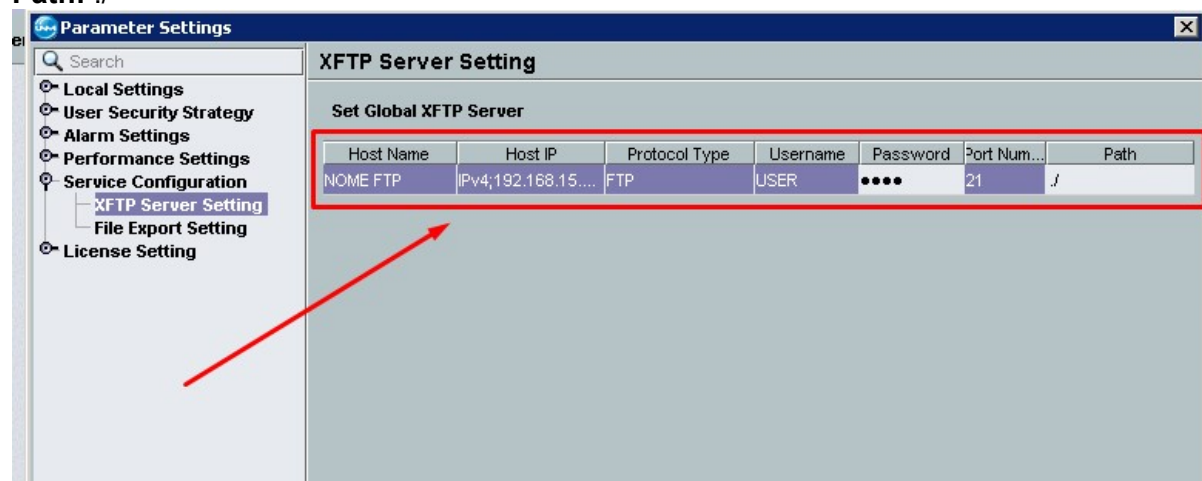 Parameter Settings
Search
XFTP Server Setting
Local Settings
User Security Strategy
Set Global XFTP Server
Alarm Settings
Performance Settings
Host Name Host IP Protocol Type Username Password Port Num... Path
Service Configuration
NOME FTP IPv4;192.168.15.... FTP USER •••• 21 ./
XFTP Server Setting
File Export Setting
License Setting